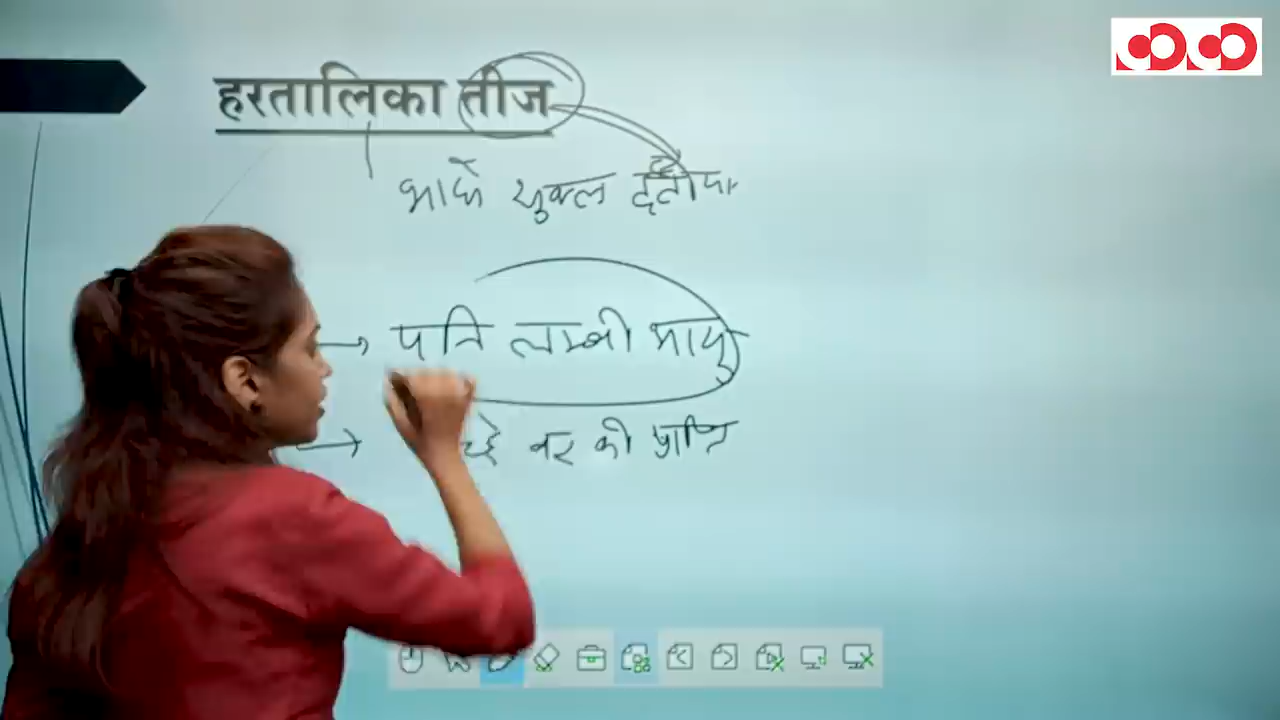 हरतालिका तीज
भादो शुक्ल तृतीया
पति लम्बी आयु
वर की प्राप्ति